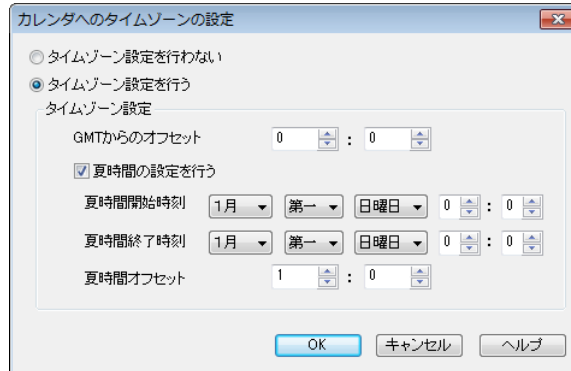 カレンダへのタイムゾーンの設定
タイムゾーン設定を行わない
タイムゾーン設定を行う
タイムゾーン設定
GMTからのオフセット 0 : 0
夏時間の設定を行う
夏時間開始時刻 1月 第一 日曜日 0 : 0
夏時間終了時刻 1月 第一 日曜日 0 : 0
夏時間オフセット 1 : 0
OK キャンセル ヘルプ